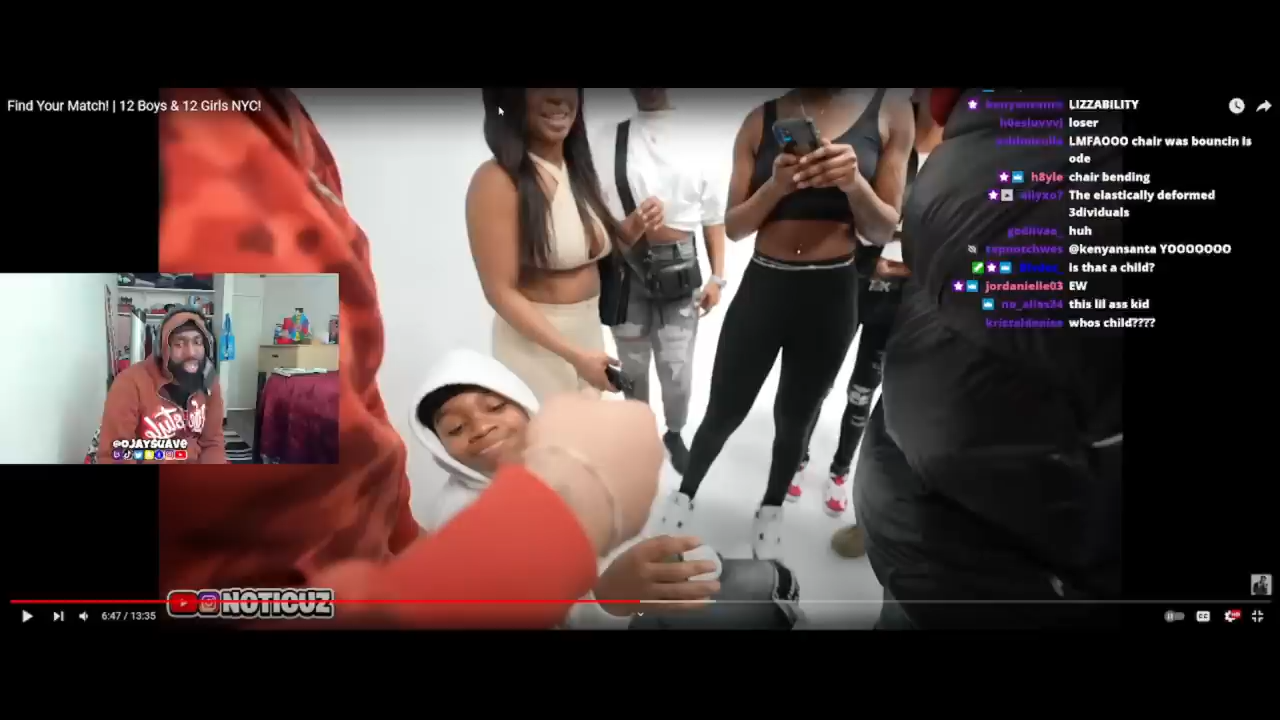 Find Your Match! | 12 Boys & 12 Girls NYC!
LIZZABILITY
loser
LMFAOOO chair was bouncin is
ode
h8yle chair bending
The elastically deformed
3dividuals
huh
@kenyansanta YOOOOOOO
is that a child?
jordanielle03 EW
this lil ass kid
whos child????
@OJAYSUAVE
NOTICUZ
6:47 / 13:35
CC
HD